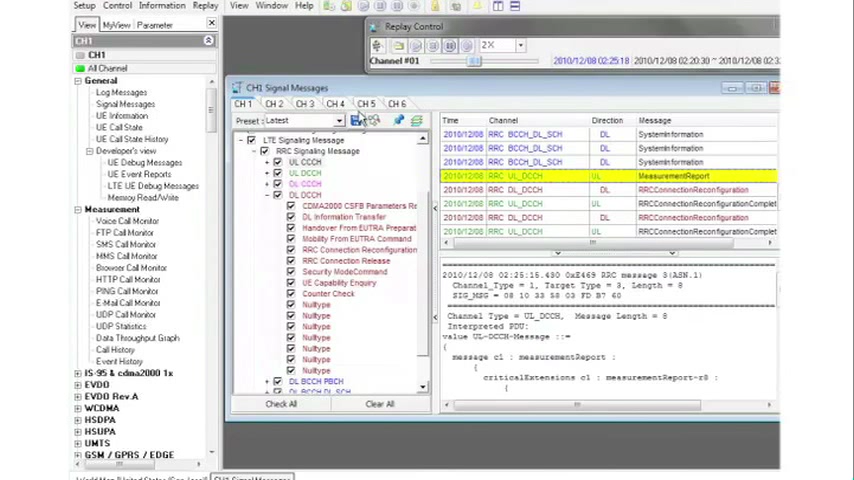 Setup Control Information Replay View Window Help
View MyView Parameter
CH1
CH1
All Channel
General
Log Messages
Signal Messages
UE Information
UE Call State
UE Call State History
Developer's view
UE Debug Messages
UE Event Reports
LTE UE Debug Messages
Memory Read/Write
Measurement
Voice Call Monitor
FTP Call Monitor
SMS Call Monitor
MMS Call Monitor
Browser Call Monitor
HTTP Call Monitor
PING Call Monitor
E-Mail Call Monitor
UDP Call Monitor
UDP Statistics
Data Throughput Graph
Call History
Event History
IS-95 & cdma2000 1x
EVDO
EVDO Rev.A
WCDMA
HSDPA
HSUPA
UMTS
GSM / GPRS / EDGE
Replay Control
2X
Channel #01 2010/12/08 02:25:18 2010/12/08 02:20:30 ~ 2010/12/08 02:3
CH1 Signal Messages
CH 1 CH 2 CH 3 CH 4 CH 5 CH 6
Preset : Latest
LTE Signaling Message
RRC Signaling Message
UL CCCH
UL DCCH
DL CCCH
DL DCCH
CDMA2000 CSFB Parameters Re
DL Information Transfer
Handover From EUTRA Preparat
Mobility From EUTRA Command
RRC Connection Reconfiguration
RRC Connection Release
Security ModeCommand
UE Capability Enquiry
Counter Check
Nulltype
Nulltype
Nulltype
Nulltype
Nulltype
Nulltype
Nulltype
DL BCCH PBCH
DL BCCH DL SCH
Check All Clear All
Time Channel Direction Message
2010/12/08 RRC BCCH_DL_SCH DL SystemInformation
2010/12/08 RRC BCCH_DL_SCH DL SystemInformation
2010/12/08 RRC BCCH_DL_SCH DL SystemInformation
2010/12/08 RRC UL_DCCH UL MeasurementReport
2010/12/08 RRC DL_DCCH DL RRCConnectionReconfiguration
2010/12/08 RRC UL_DCCH UL RRCConnectionReconfigurationComplet
2010/12/08 RRC DL_DCCH DL RRCConnectionReconfiguration
2010/12/08 RRC UL_DCCH UL RRCConnectionReconfigurationComplet
2010/12/08 02:25:15.430 0xE469 RRC message 3(ASN.1)
Channel_Type = 1, Target Type = 3, Length = 8
SIG_MSG = 08 10 33 58 03 FD B7 60
Channel Type = UL_DCCH, Message Length = 8
Interpreted PDU:
value UL-DCCH-Message ::=
{
message c1 : measurementReport :
{
criticalExtensions c1 : measurementReport-r8 :
{
CH1 Signal Messages